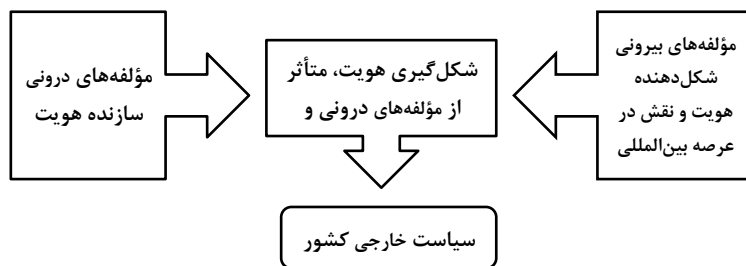 مؤلفه‌های بیرونی
شکل‌دهنده
هویت و نقش در
عرصه بین‌المللی
شکل‌گیری هویت، متأثر
از مؤلفه‌های درونی و
مؤلفه‌های درونی
سازنده هویت
سیاست خارجی کشور